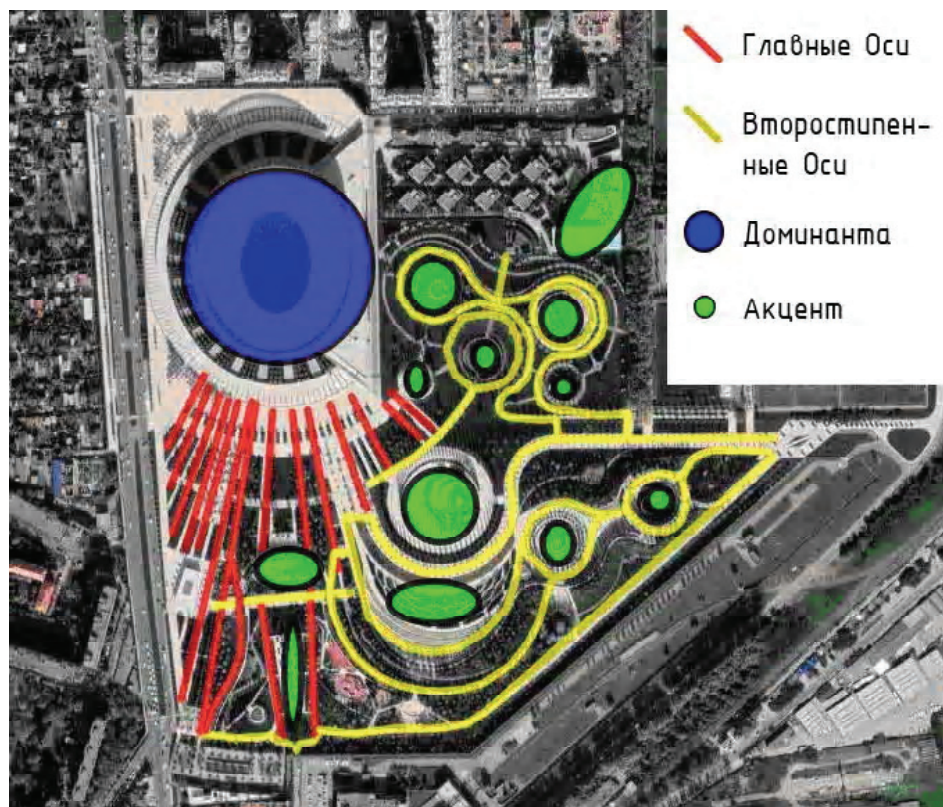 Главные Оси
Второстипен-
ные Оси
Доминанта
Акцент